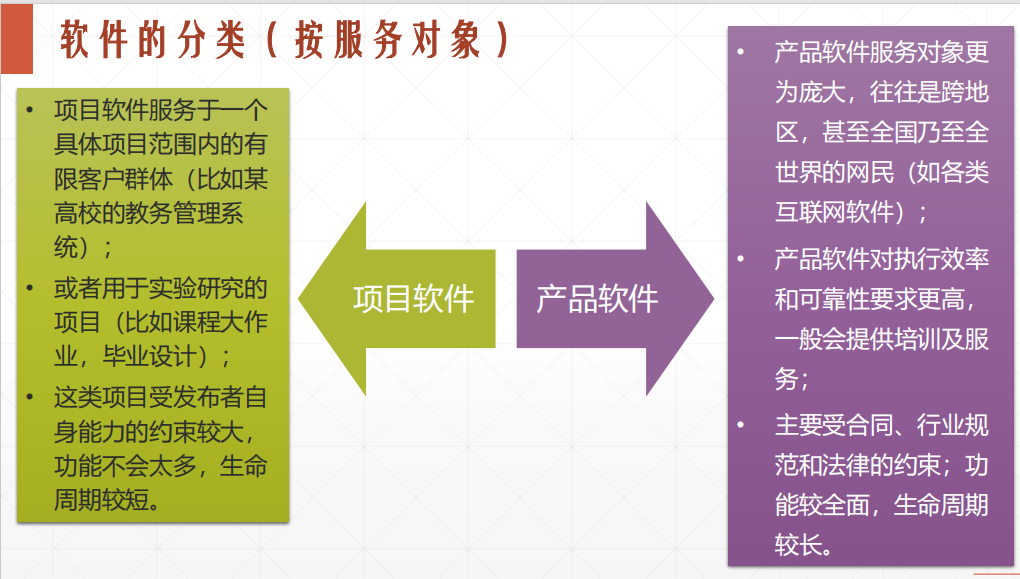 软件的分类（按服务对象）
• 项目软件服务于一个
具体项目范围内的有
限客户群体（比如某
高校的教务管理系
统）；
• 或者用于实验研究的
项目（比如课程大作
业，毕业设计）；
• 这类项目受发布者自
身能力的约束较大，
功能不会太多，生命
周期较短。
项目软件
产品软件
• 产品软件服务对象更
为庞大，往往是跨地
区，甚至全国乃至全
世界的网民（如各类
互联网软件）；
• 产品软件对执行效率
和可靠性要求更高，
一般会提供培训及服
务；
• 主要受合同、行业规
范和法律的约束；功
能较全面，生命周期
较长。